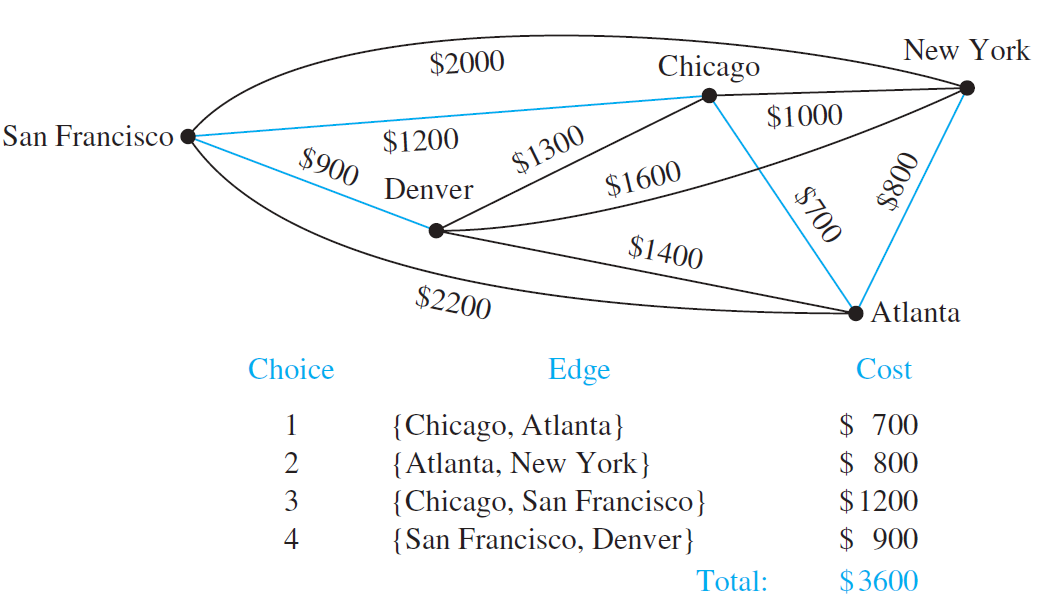 New York
$2000
Chicago
$1000
San Francisco
$1200
$1300
$900
Denver
$1600
$800
$700
$1400
$2200
Atlanta
Choice Edge Cost
1 {Chicago, Atlanta} $ 700
2 {Atlanta, New York} $ 800
3 {Chicago, San Francisco} $1200
4 {San Francisco, Denver} $ 900
Total: $3600